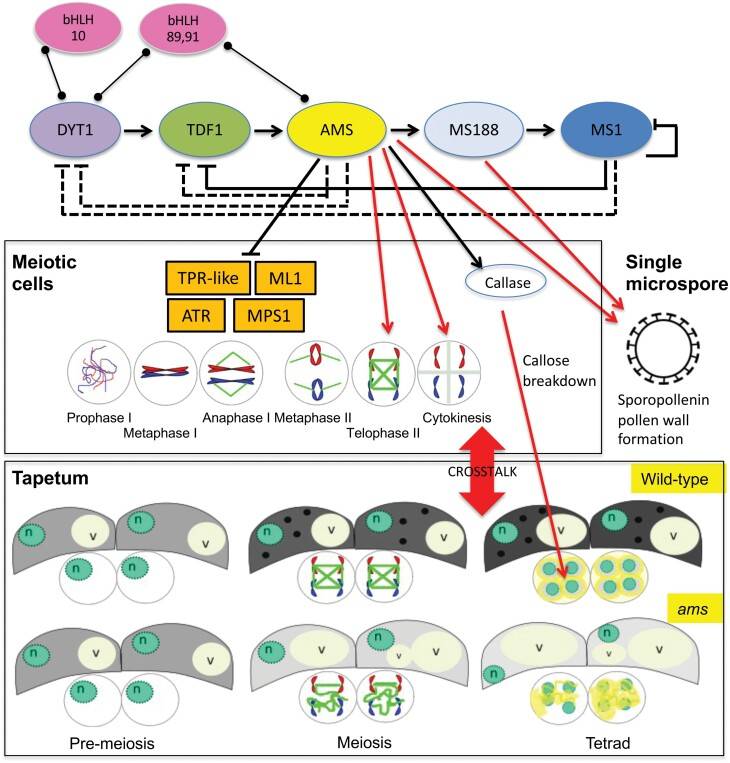 bHLH
10
bHLH
89,91
DYT1
TDF1
AMS
MS188
MS1
Meiotic
cells
TPR-like
ML1
ATR
MPS1
Callase
Single
microspore
Callose
breakdown
Prophase I
Metaphase I
Anaphase I
Metaphase II
Telophase II
Cytokinesis
Sporopollenin
pollen wall
formation
CROSSTALK
Tapetum
Wild-type
n
v
n
v
n
n
n
v
n
v
n
v
n
v
ams
n
v
n
v
n
n
n
v
n
v
v
v
n
n
v
v
Pre-meiosis
Meiosis
Tetrad